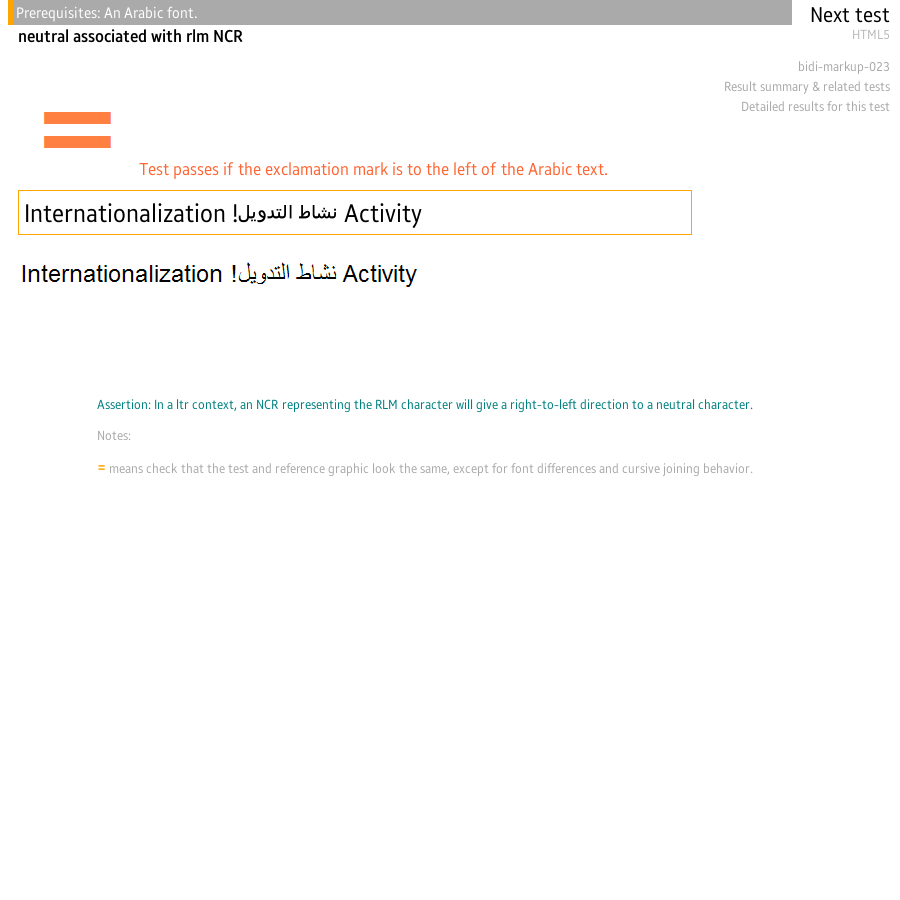 Prerequisites: An Arabic font.
Next test
neutral associated with rlm NCR
HTML5
bidi-markup-023
Result summary & related tests
Detailed results for this test
Test passes if the exclamation mark is to the left of the Arabic text.
Internationalization نشاط التدويل!‏ Activity
Internationalization نشاط التدويل!‏ Activity
Assertion: In a ltr context, an NCR representing the RLM character will give a right-to-left direction to a neutral character.
Notes:
= means check that the test and reference graphic look the same, except for font differences and cursive joining behavior.